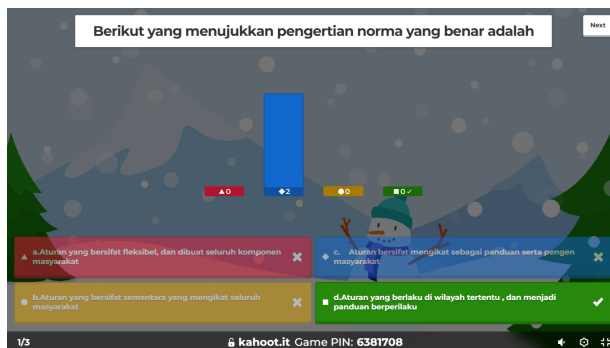 Berikut yang menujukkan pengertian norma yang benar adalah
Next
0
2
0
0
a.Aturan yang bersifat fleksibel, dan dibuat seluruh komponen
masyarakat
c. Aturan bersifat mengikat sebagai panduan serta pengen
masyarakat
b.Aturan yang bersifat sementara yang mengikat seluruh
masyarakat
d.Aturan yang berlaku di wilayah tertentu , dan menjadi
panduan berperilaku
1/3
kahoot.it Game PIN: 6381708